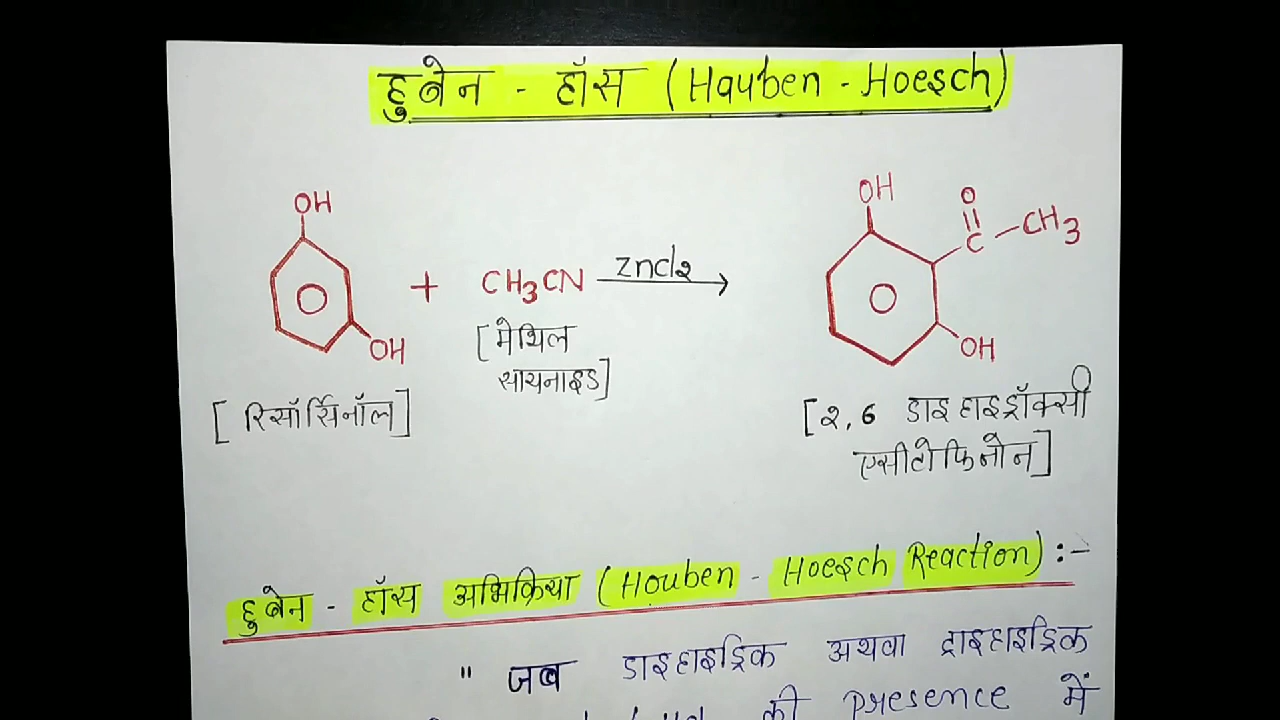 हुबेन - हॉस (Hauben - Hoesch)
OH
OH
+ CH3CN ZnCl2
[मेथिल
सायनाइड]
[रिसॉर्सिनॉल]
OH
O
C
CH3
OH
[२,6 डाइहाइड्रॉक्सी
एसीटोफिनोन]
हुबेन - हॉस अभिक्रिया (Houben - Hoesch Reaction) :-
" जब डाइहाइड्रिक अथवा ट्राइहाइड्रिक
की presence में